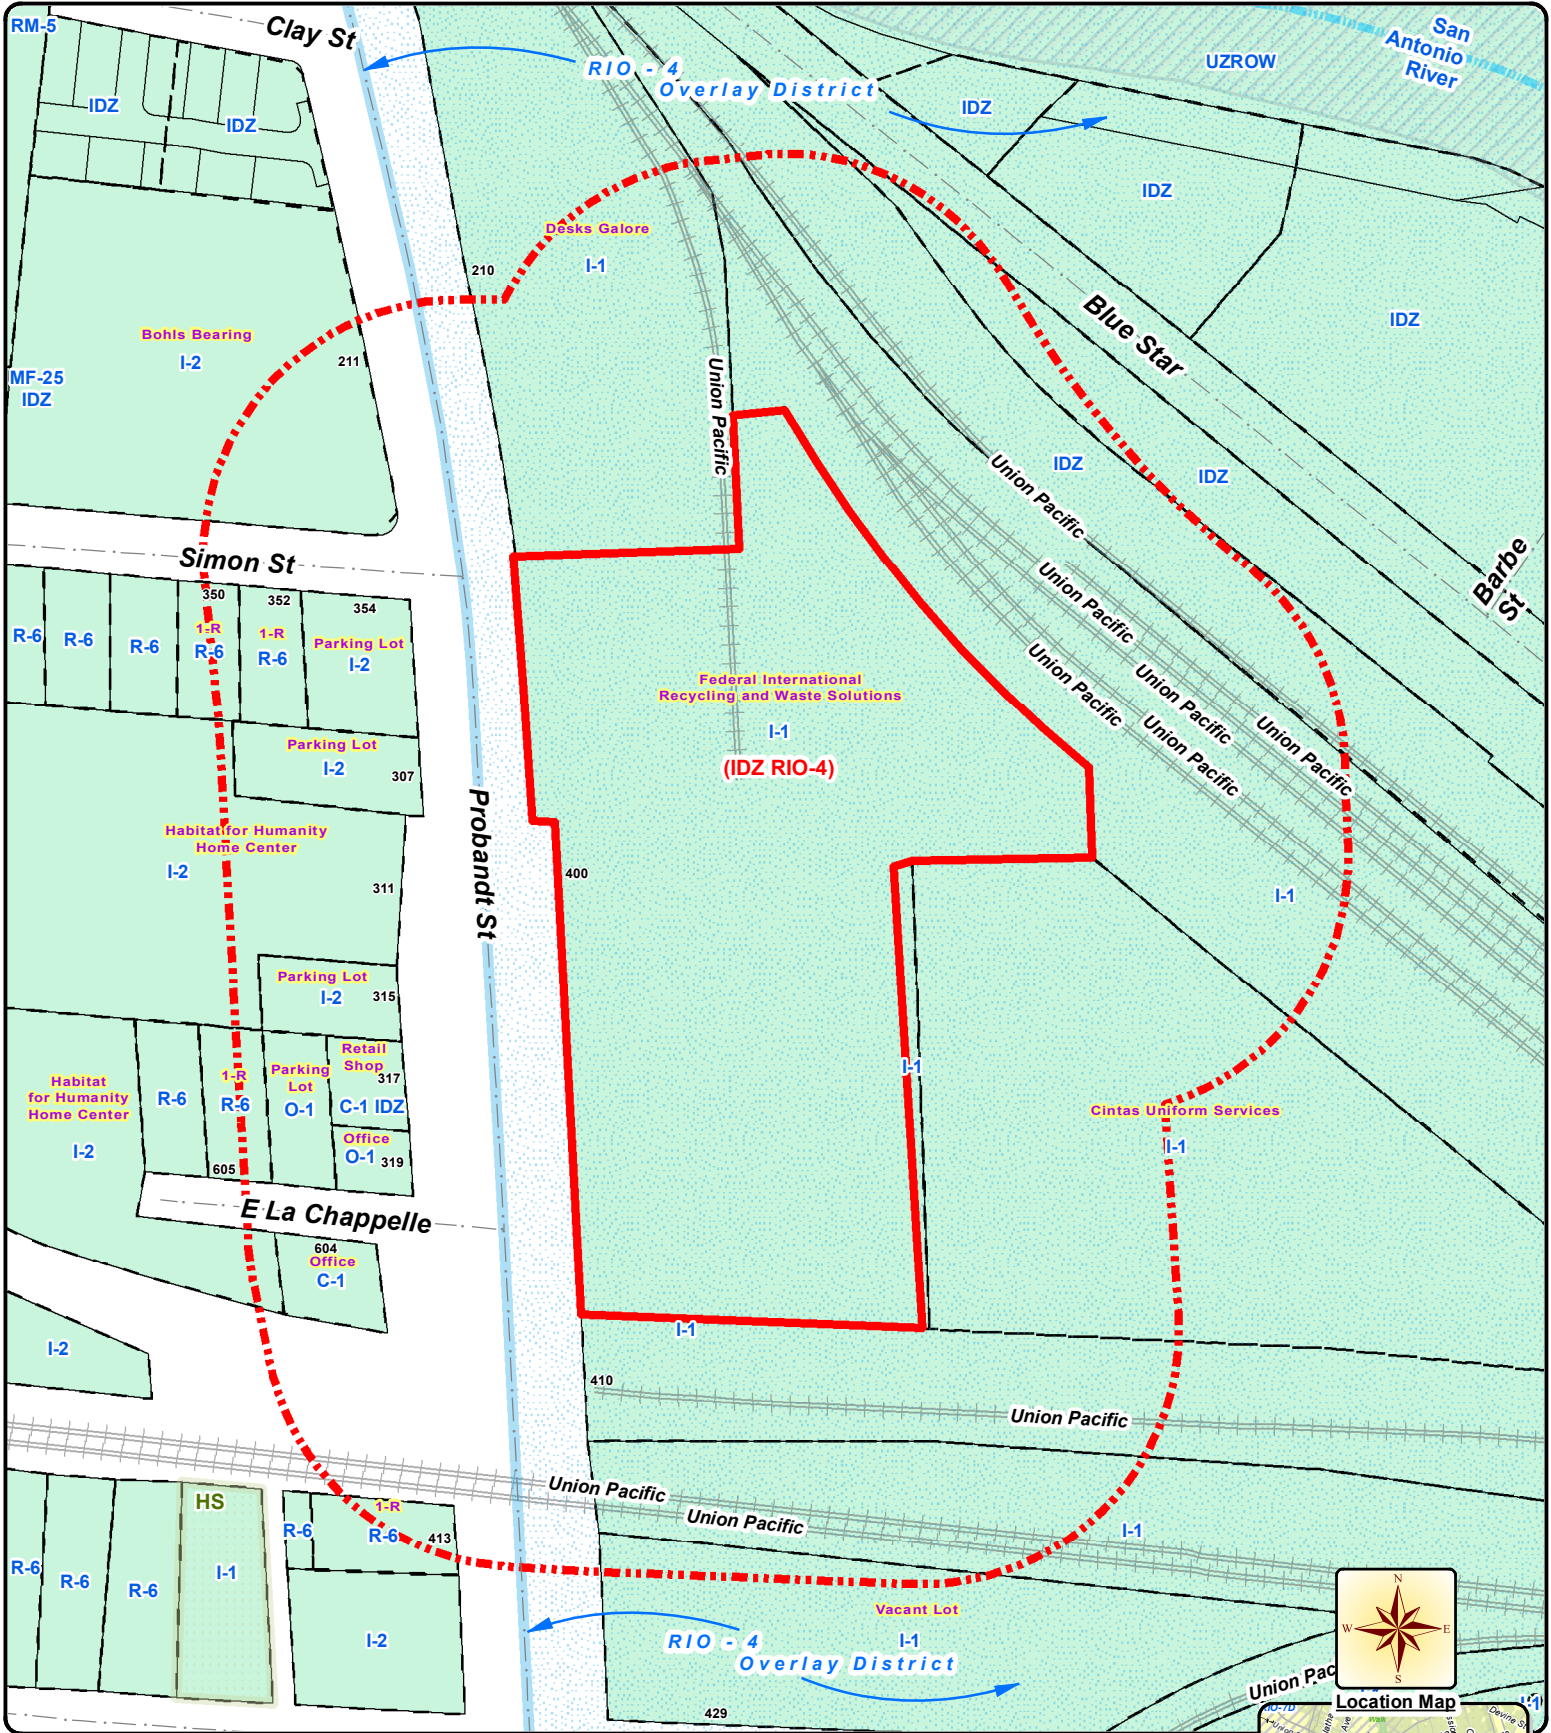 RM-5
Clay St
San
Antonio
River
UZROW
RIO - 4
Overlay District
IDZ
IDZ
IDZ
IDZ
Desks Galore
I-1
210
Blue Star
IDZ
Bohls Bearing
I-2
211
MF-25
IDZ
Union Pacific
IDZ
IDZ
Union Pacific
Simon St
Barbe
St
350
352
354
Union Pacific
R-6
R-6
R-6
1-R
R-6
1-R
R-6
Parking Lot
I-2
Union Pacific
Union Pacific
Union Pacific
Union Pacific
Federal International
Recycling and Waste Solutions
I-1
(IDZ RIO-4)
Parking Lot
I-2
307
Probandt St
Habitat for Humanity
Home Center
I-2
311
400
I-1
Parking Lot
I-2
315
Retail
Shop
317
C-1 IDZ
Parking
Lot
O-1
1-R
R-6
R-6
Habitat
for Humanity
Home Center
I-2
I-1
Cintas Uniform Services
I-1
Office
O-1
319
605
E La Chappelle
604
Office
C-1
I-1
I-2
410
Union Pacific
Union Pacific
Union Pacific
HS
1-R
R-6
R-6
413
I-1
R-6
R-6
R-6
I-1
Vacant Lot
I-1
I-2
RIO - 4
Overlay District
N
W
E
S
Union Pac
Location Map
429